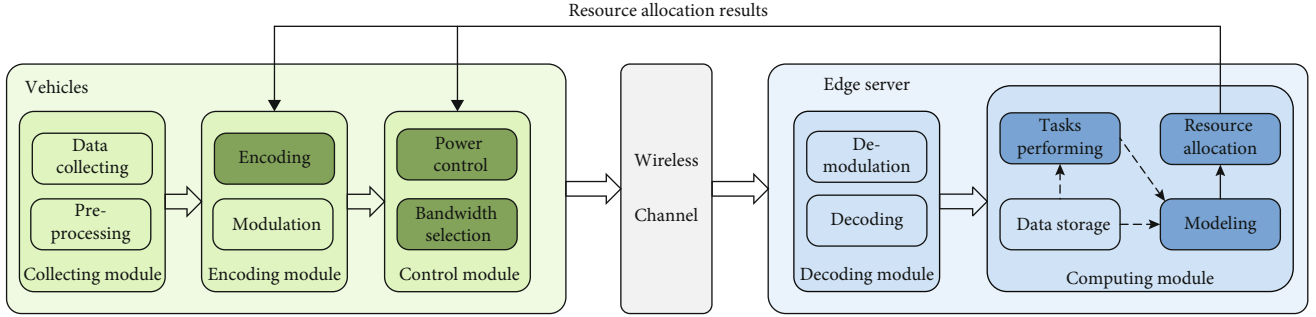 Resource allocation results
Vehicles
Data
collecting
Pre-
processing
Collecting module
Encoding
Modulation
Encoding module
Power
control
Bandwidth
selection
Control module
Wireless
Channel
Edge server
De-
modulation
Decoding
Decoding module
Tasks
performing
Resource
allocation
Data storage
Modeling
Computing module